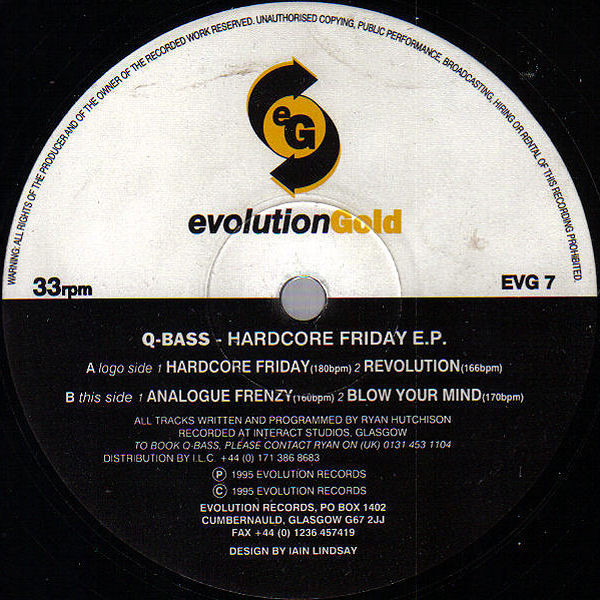 WARNING: ALL RIGHTS OF THE PRODUCER AND OF THE OWNER OF THE RECORDED WORK RESERVED. UNAUTHORISED COPYING, PUBLIC PERFORMANCE, BROADCASTING, HIRING OR RENTAL OF THIS RECORDING PROHIBITED.
eG
evolutionGold
33rpm
EVG 7
Q-BASS - HARDCORE FRIDAY E.P.
A logo side 1 HARDCORE FRIDAY(180bpm) 2 REVOLUTION(166bpm)
B this side 1 ANALOGUE FRENZY(160bpm) 2 BLOW YOUR MIND(170bpm)
ALL TRACKS WRITTEN AND PROGRAMMED BY RYAN HUTCHISON
RECORDED AT INTERACT STUDIOS, GLASGOW
TO BOOK Q-BASS, PLEASE CONTACT RYAN ON (UK) 0131 453 1104
DISTRIBUTION BY I.L.C. +44 (0) 171 386 8683
Ⓟ 1995 EVOLUTION RECORDS
Ⓒ 1995 EVOLUTION RECORDS
EVOLUTION RECORDS, PO BOX 1402
CUMBERNAULD, GLASGOW G67 2JJ
FAX +44 (0) 1236 457419
DESIGN BY IAIN LINDSAY